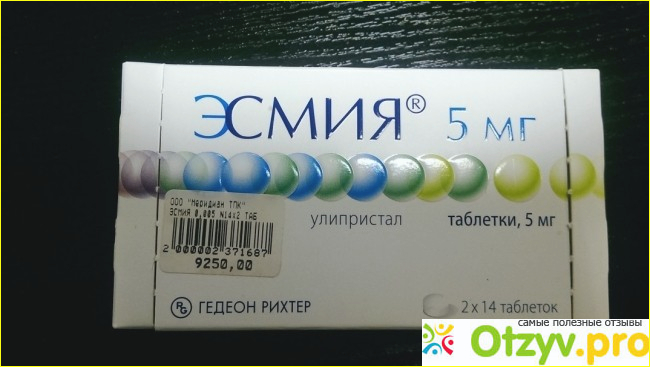 ЭСМИЯ® 5 мг
ООО "Меридиан ТПК"
ЭСМИЯ 0,005 N14X2 ТАБ
2 000002 371687
9250,00
улипристал
таблетки, 5 мг
ГЕДЕОН РИХТЕР
2 x 14 таблеток
самые полезные отзывы
Otzyv.pro